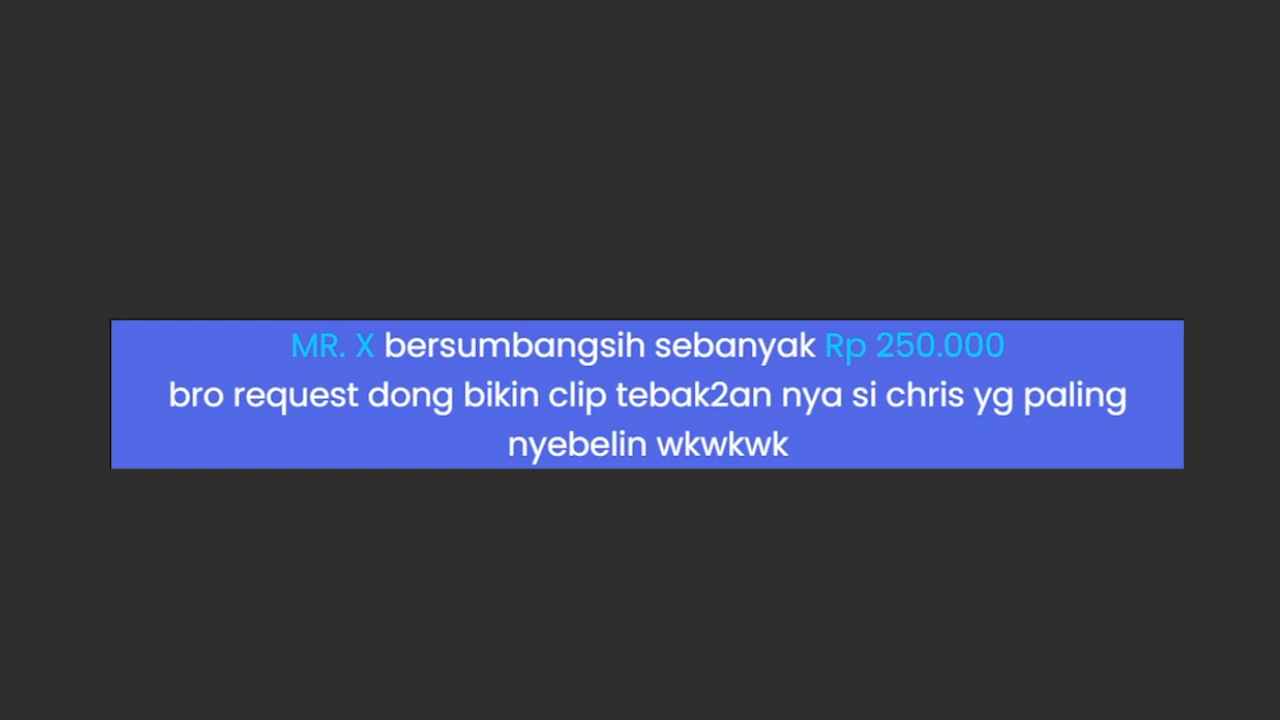 MR. X bersumbangsih sebanyak Rp 250.000
bro request dong bikin clip tebak2an nya si chris yg paling
nyebelin wkwkwk